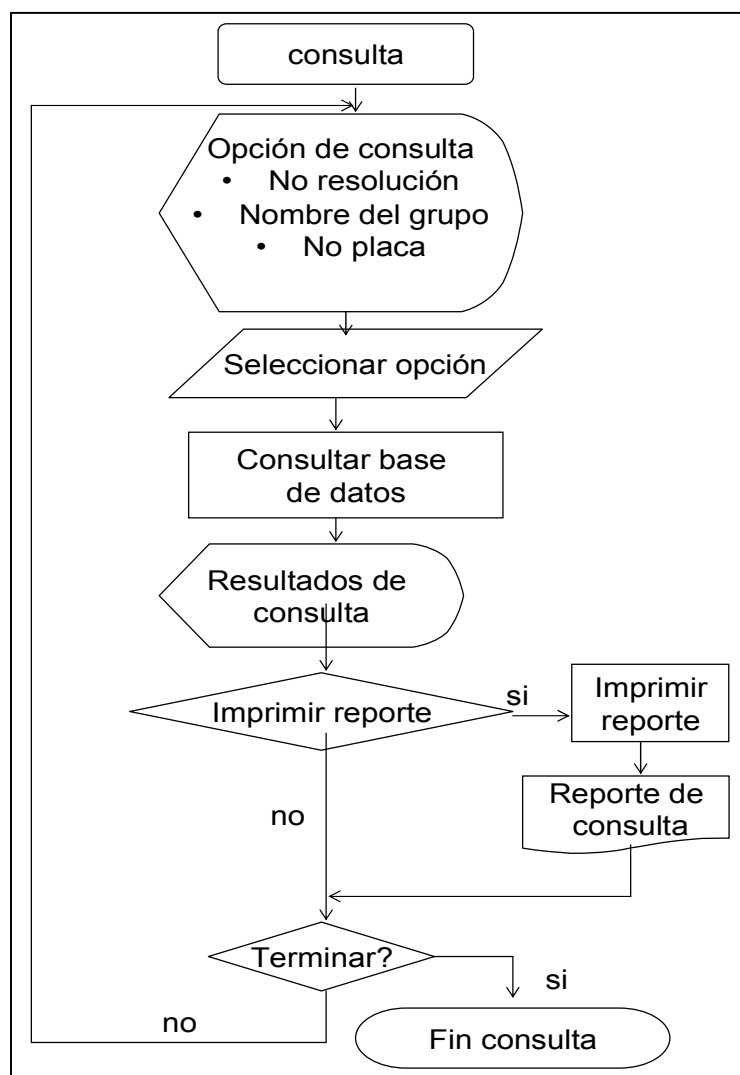 consulta
Opción de consulta
• No resolución
• Nombre del grupo
• No placa
Seleccionar opción
Consultar base
de datos
Resultados de
consulta
Imprimir reporte
si
Imprimir
reporte
Reporte de
consulta
no
Terminar?
si
no
Fin consulta